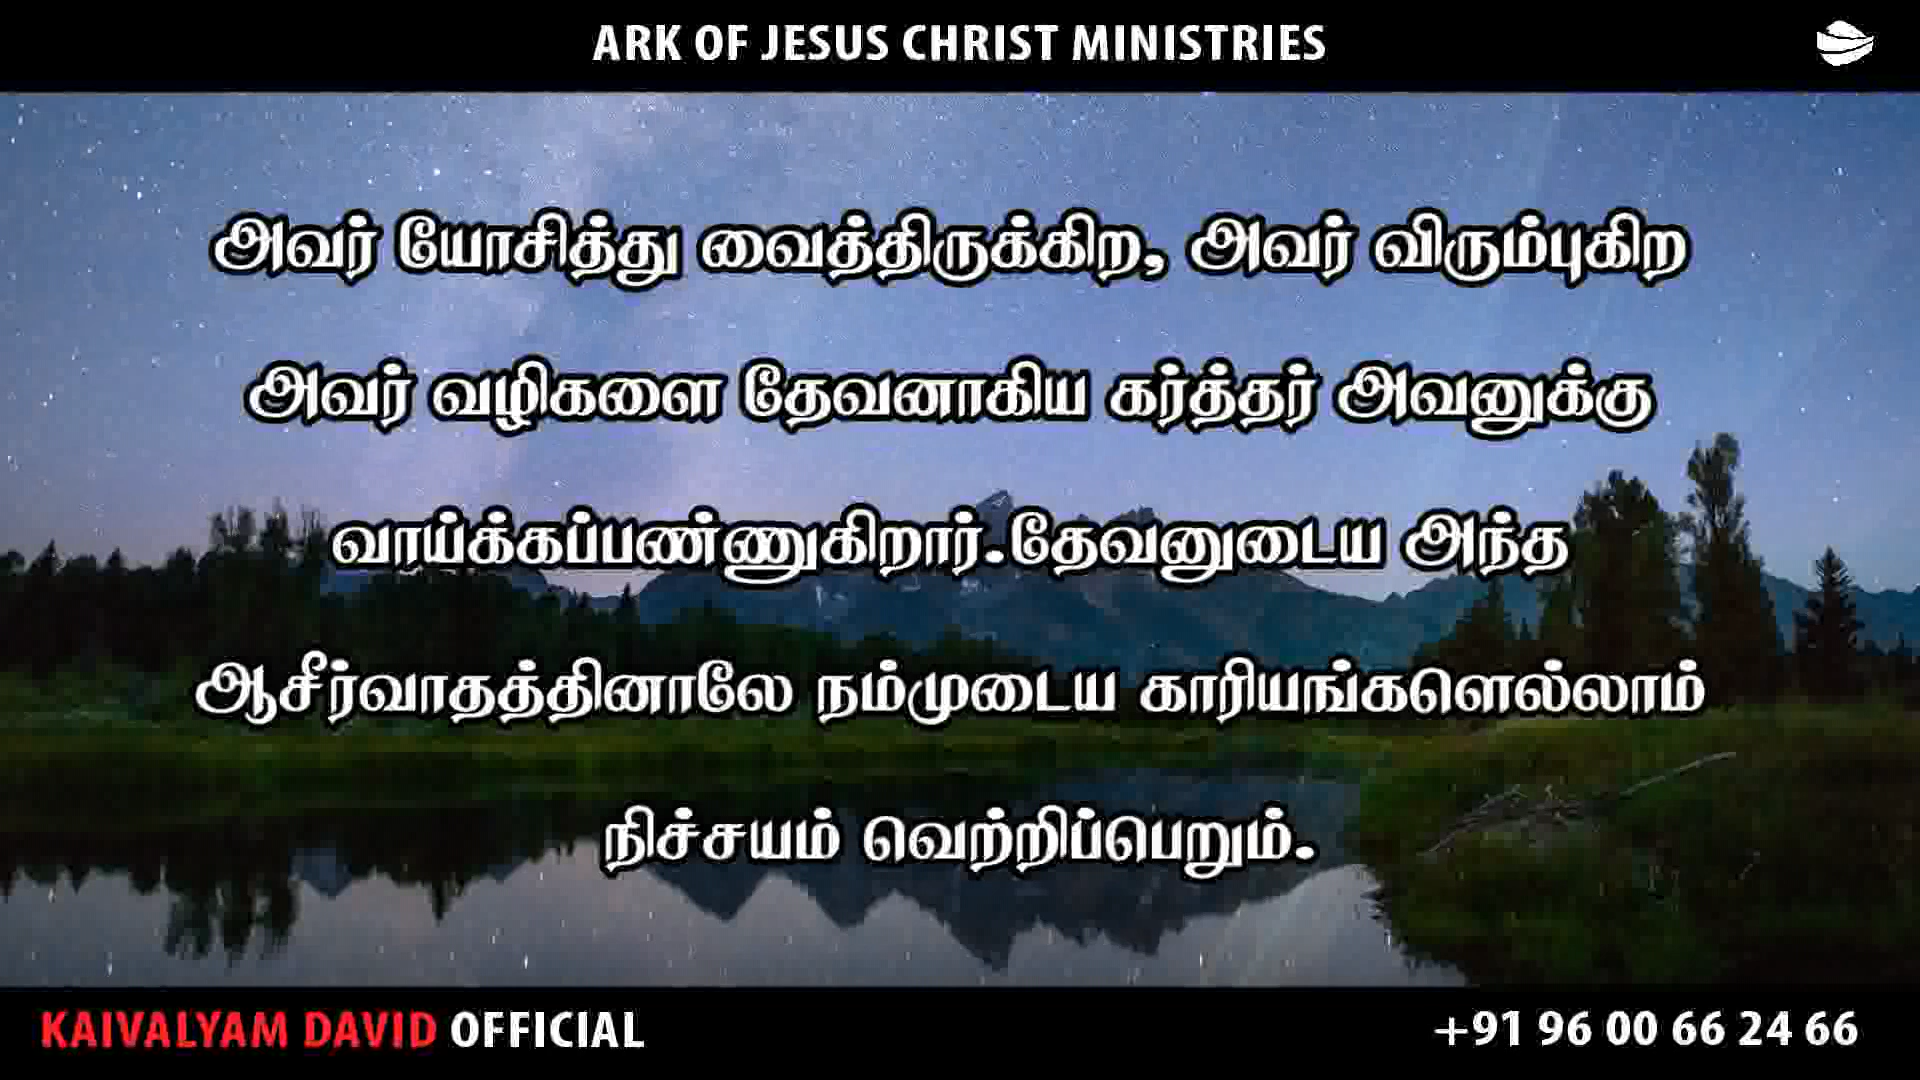 ARK OF JESUS CHRIST MINISTRIES
அவர் யோசித்து வைத்திருக்கிற, அவர் விரும்புகிற
அவர் வழிகளை தேவனாகிய கர்த்தர் அவனுக்கு
வாய்க்கப்பண்ணுகிறார்.தேவனுடைய அந்த
ஆசீர்வாதத்தினாலே நம்முடைய காரியங்களெல்லாம்
நிச்சயம் வெற்றிப்பெறும்.
KAIVALYAM DAVID OFFICIAL
+91 96 00 66 24 66